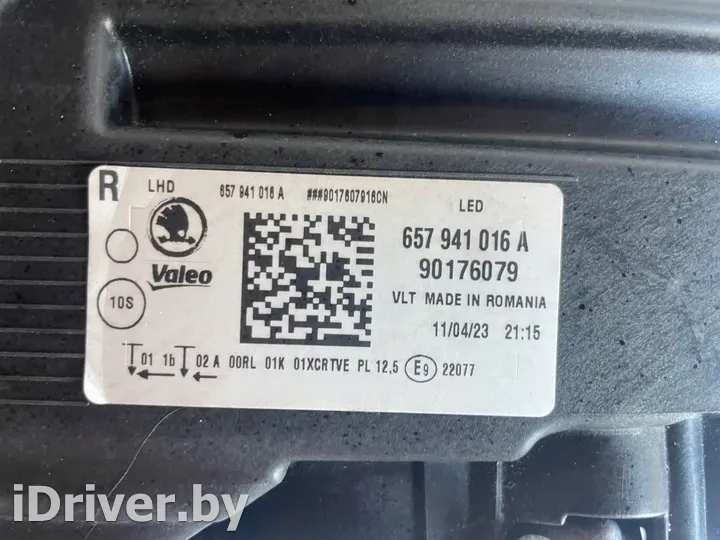 R LHD 657 941 016 A ###9017607916CN LED
Valeo
657 941 016 A
90176079
VLT MADE IN ROMANIA
10S
11/04/23 21:15
01 1b 02 A 00RL 01K 01XCRTVE PL 12,5 E9 22077
iDriver.by